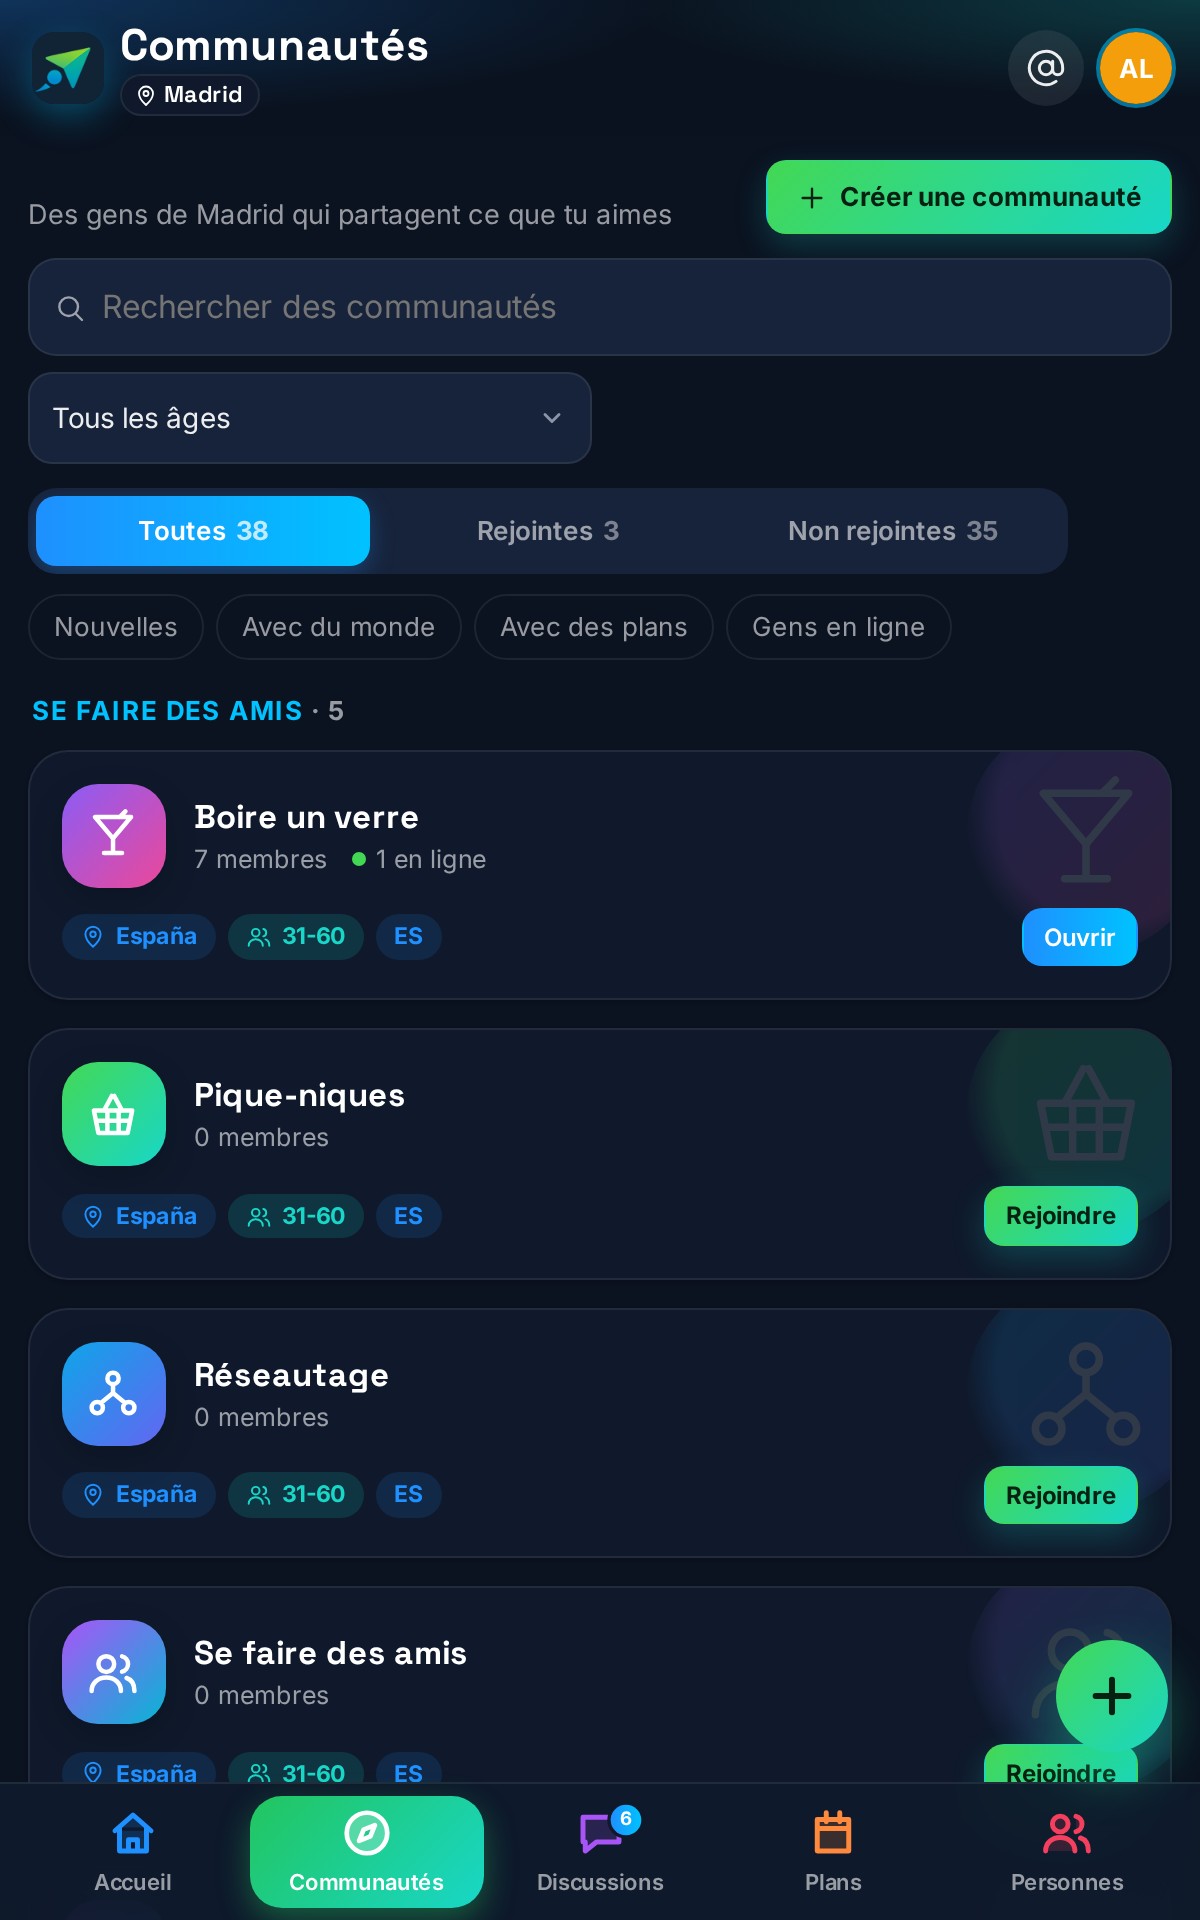 Communautés
Madrid
@
AL
Des gens de Madrid qui partagent ce que tu aimes
+ Créer une communauté
Rechercher des communautés
Tous les âges
Toutes 38
Rejointes 3
Non rejointes 35
Nouvelles
Avec du monde
Avec des plans
Gens en ligne
SE FAIRE DES AMIS · 5
Boire un verre
7 membres 1 en ligne
España 31-60 ES
Ouvrir
Pique-niques
0 membres
España 31-60 ES
Rejoindre
Réseautage
0 membres
España 31-60 ES
Rejoindre
Se faire des amis
0 membres
España 31-60 ES
Rejoindre
6
Accueil
Communautés
Discussions
Plans
Personnes